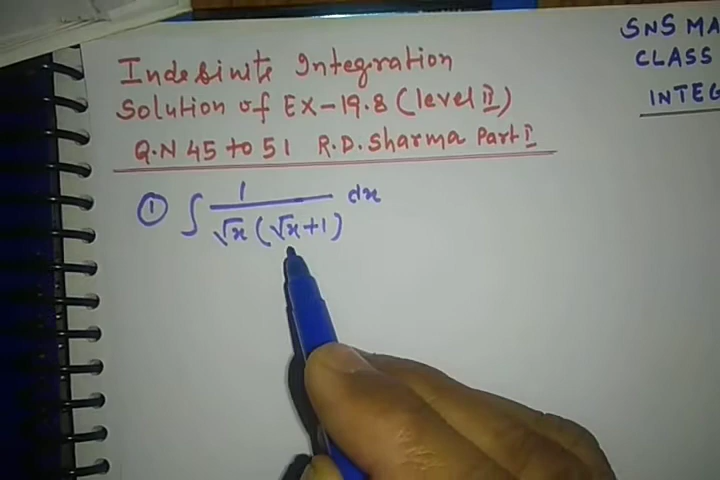 Indefinite Integration
Solution of EX-19.8 (level II)
Q.N 45 to 51 R.D. Sharma Part I
① ∫ 1/(√x (√x+1)) dx
SNS MA
CLASS
INTEG